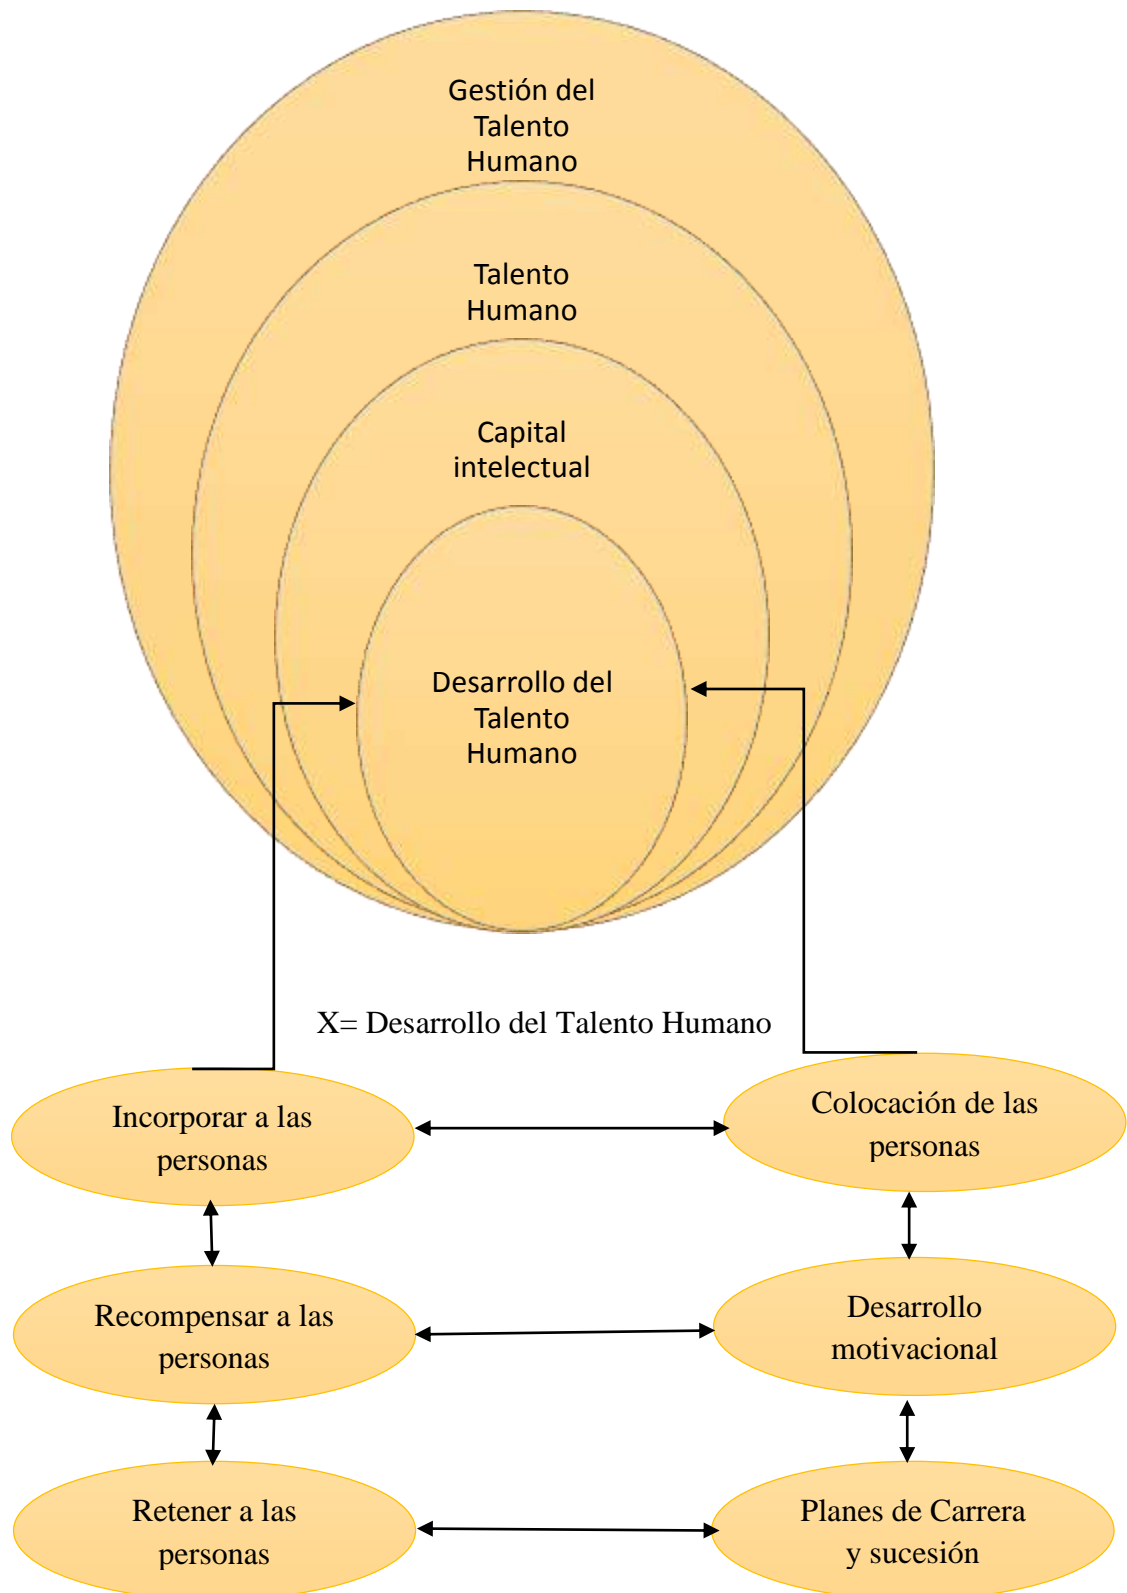 Gestión del
Talento
Humano
Talento
Humano
Capital
intelectual
Desarrollo del
Talento
Humano
X= Desarrollo del Talento Humano
Incorporar a las
personas
Colocación de las
personas
Recompensar a las
personas
Desarrollo
motivacional
Retener a las
personas
Planes de Carrera
y sucesión